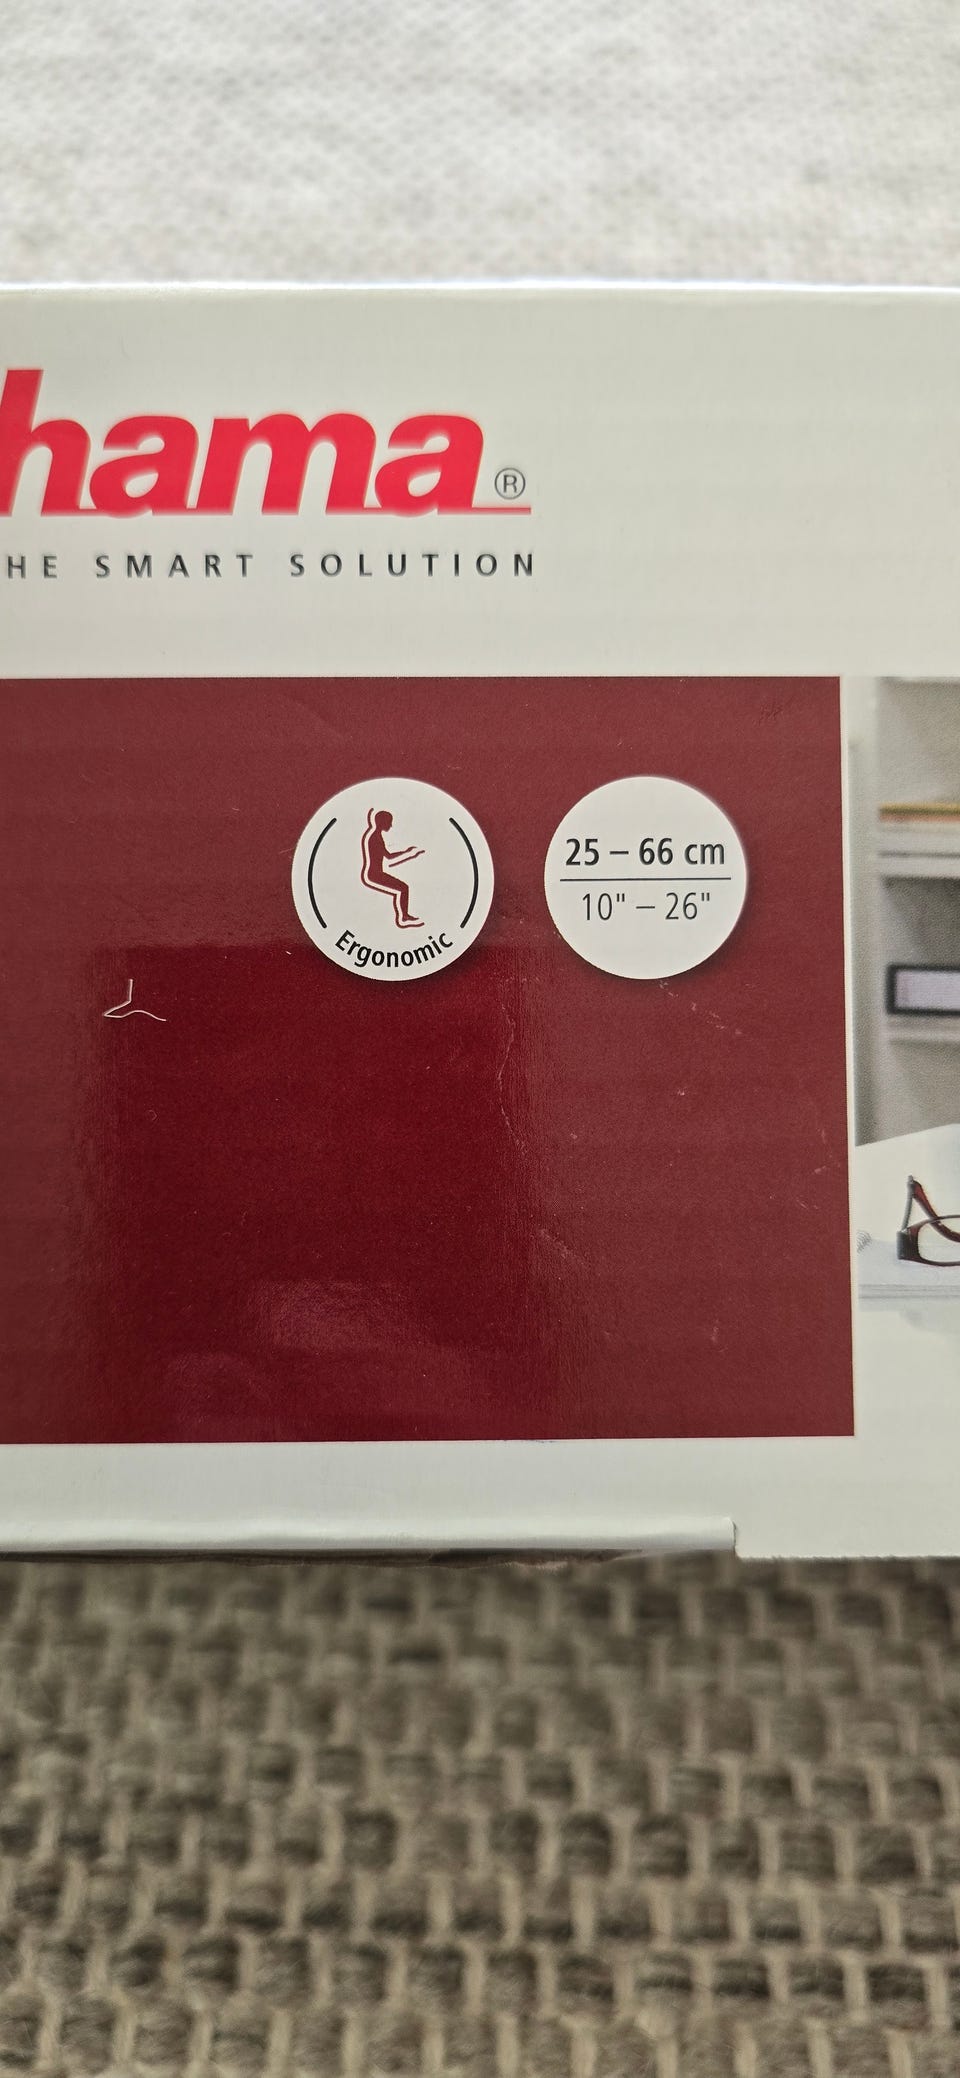 hama®
HE SMART SOLUTION
Ergonomic
25 – 66 cm
10" – 26"